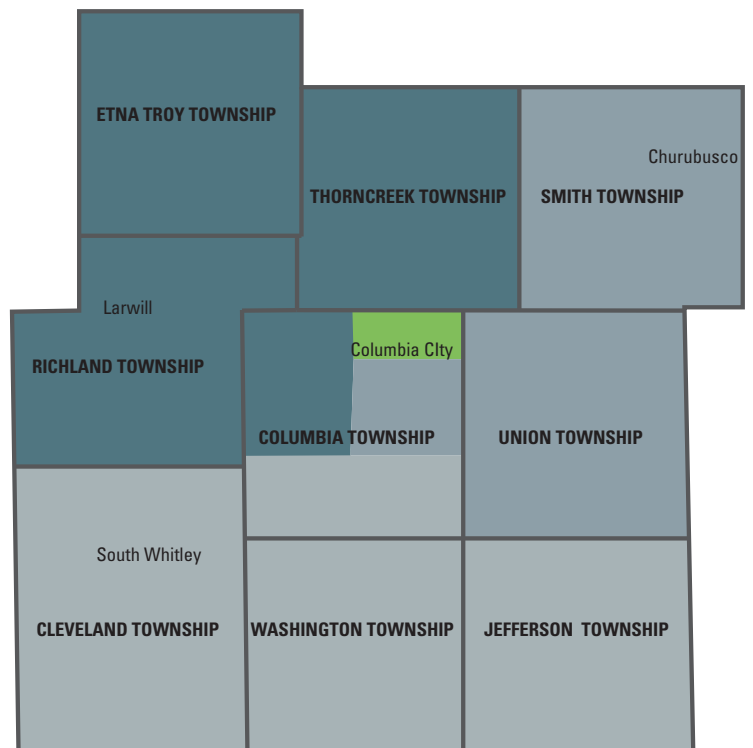 ETNA TROY TOWNSHIP
Churubusco
THORNCREEK TOWNSHIP
SMITH TOWNSHIP
Larwill
Columbia CIty
RICHLAND TOWNSHIP
COLUMBIA TOWNSHIP
UNION TOWNSHIP
South Whitley
CLEVELAND TOWNSHIP
WASHINGTON TOWNSHIP
JEFFERSON TOWNSHIP